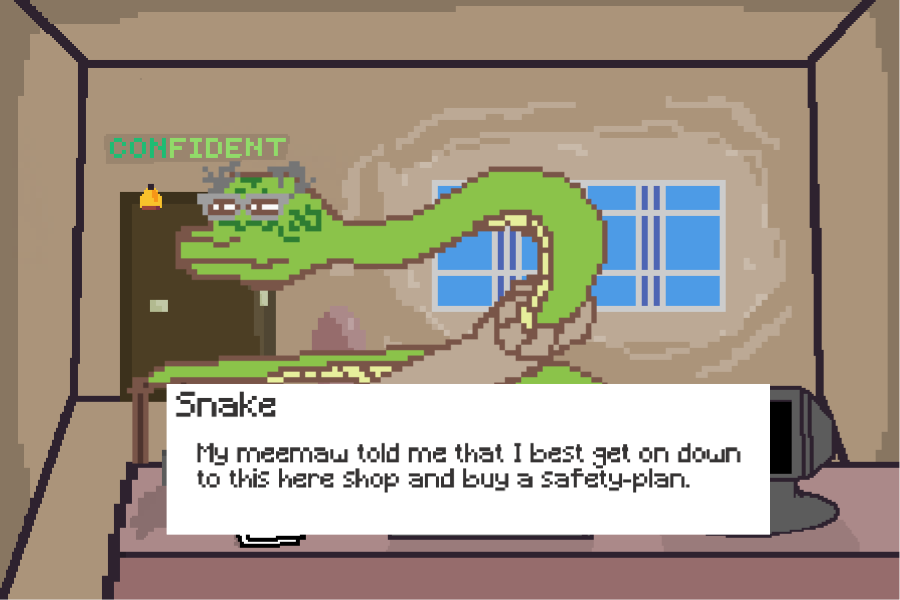 CONFIDENT
Snake
My meemaw told me that I best get on down
to this here shop and buy a safety-plan.